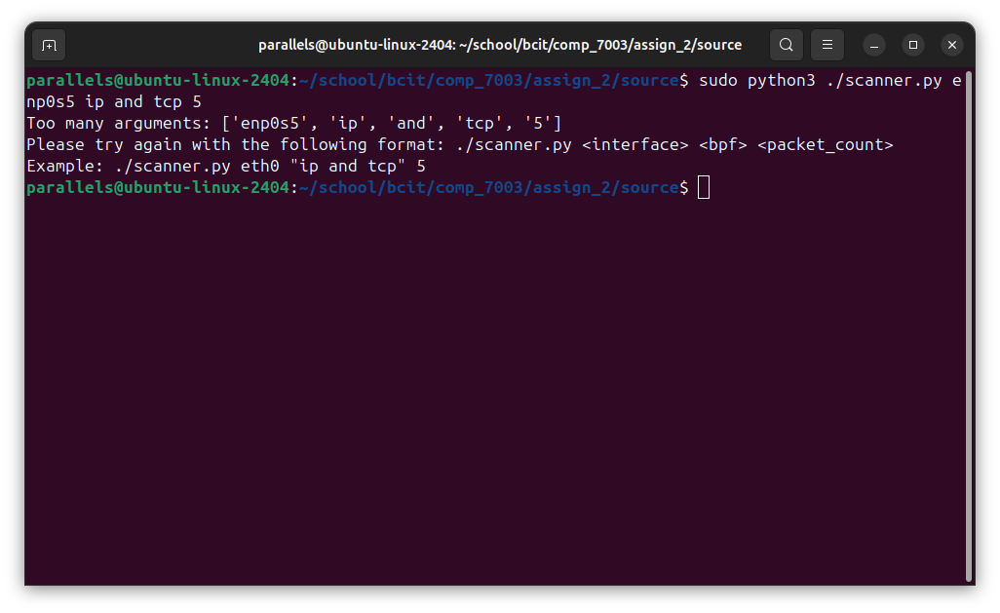 parallels@ubuntu-linux-2404: ~/school/bcit/comp_7003/assign_2/source
parallels@ubuntu-linux-2404:~/school/bcit/comp_7003/assign_2/source$ sudo python3 ./scanner.py e
np0s5 ip and tcp 5
Too many arguments: ['enp0s5', 'ip', 'and', 'tcp', '5']
Please try again with the following format: ./scanner.py <interface> <bpf> <packet_count>
Example: ./scanner.py eth0 "ip and tcp" 5
parallels@ubuntu-linux-2404:~/school/bcit/comp_7003/assign_2/source$